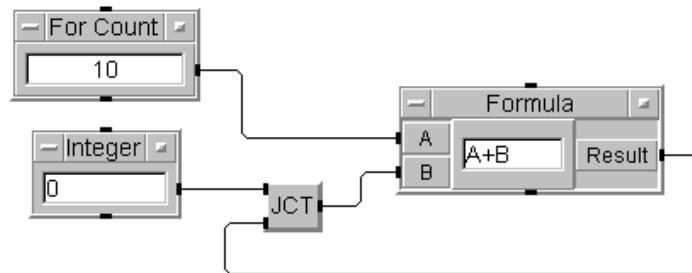 For Count
10
Formula
A
A+B
Result
B
Integer
0
JCT